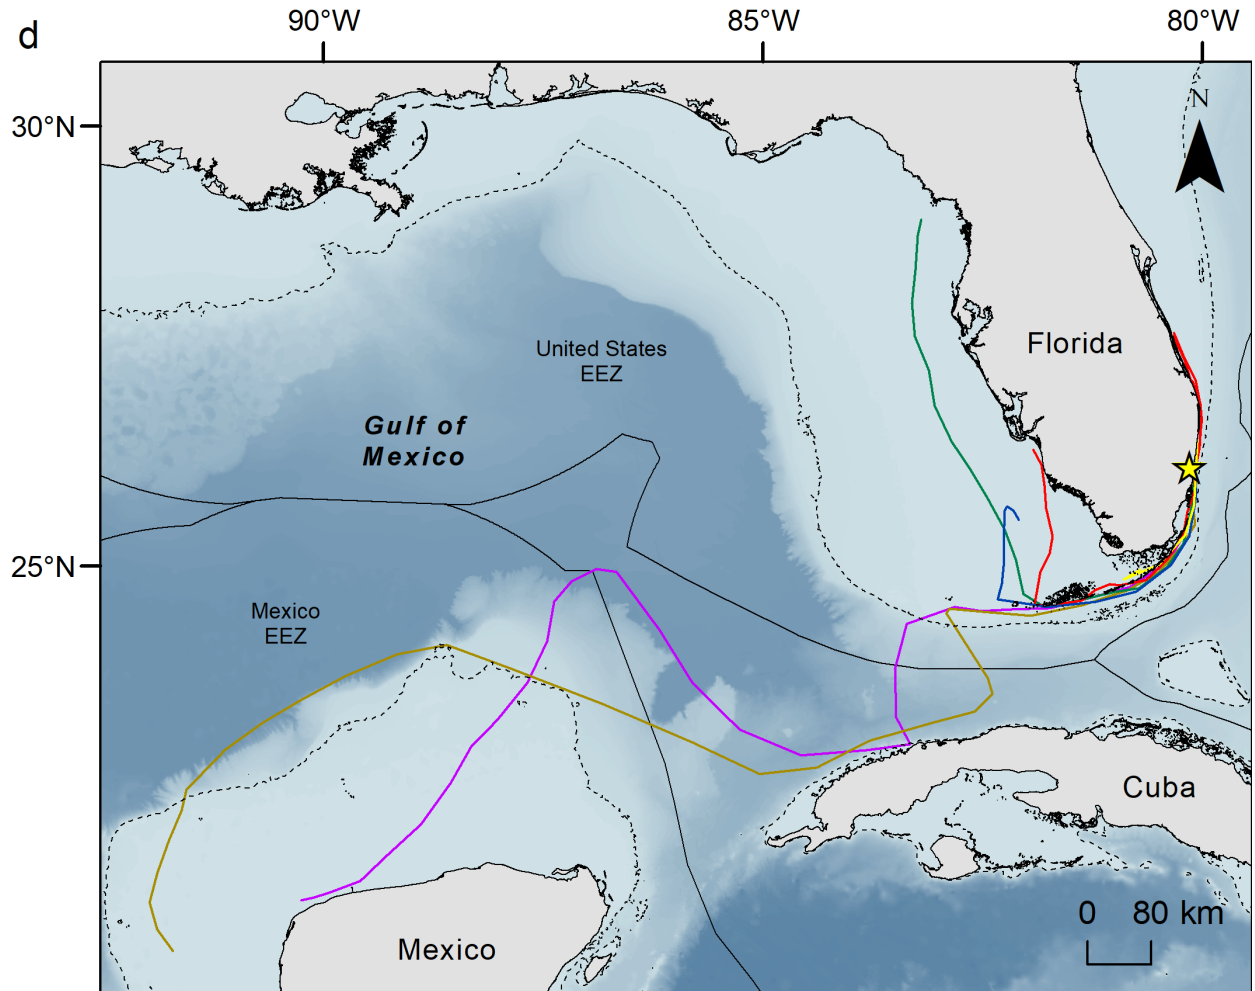 d
90°W
85°W
80°W
30°N
N
Florida
United States
EEZ
Gulf of
Mexico
25°N
Mexico
EEZ
Cuba
0 80 km
Mexico